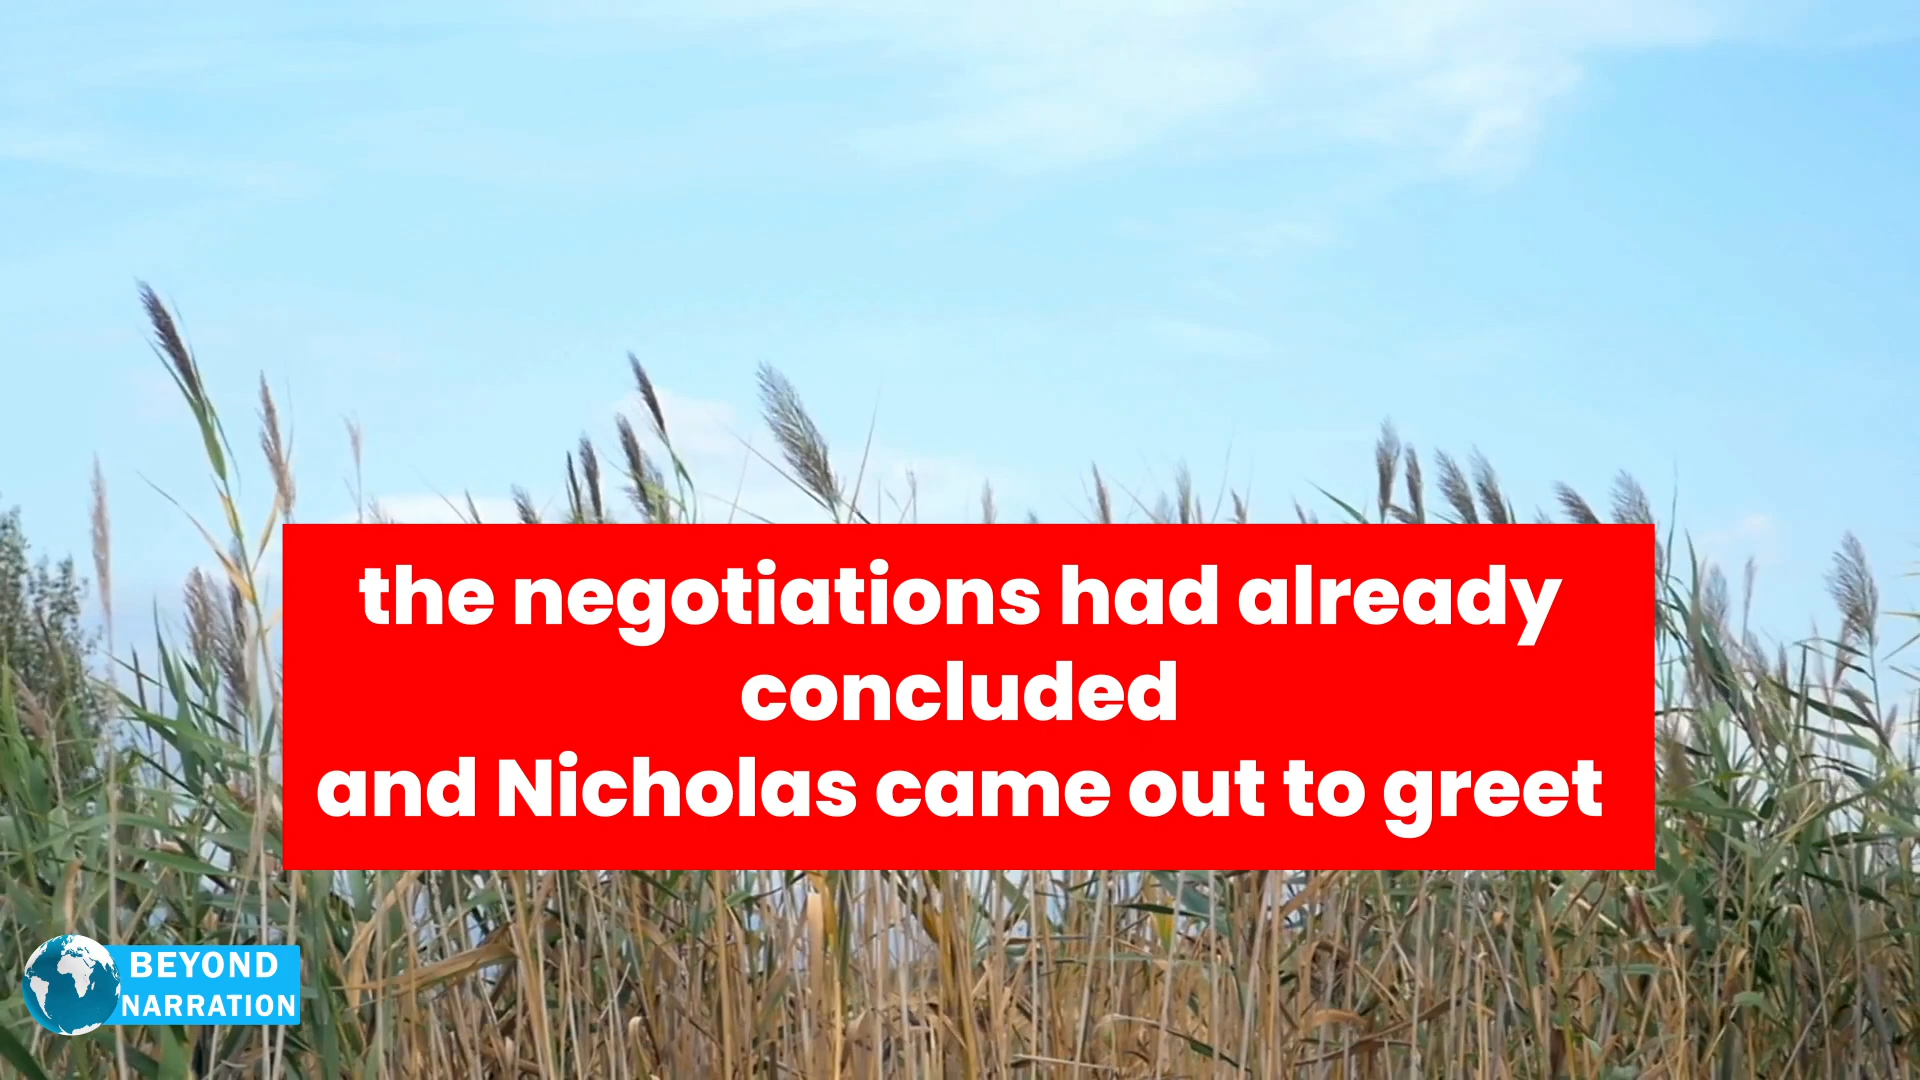 the negotiations had already
concluded
and Nicholas came out to greet
BEYOND
NARRATION